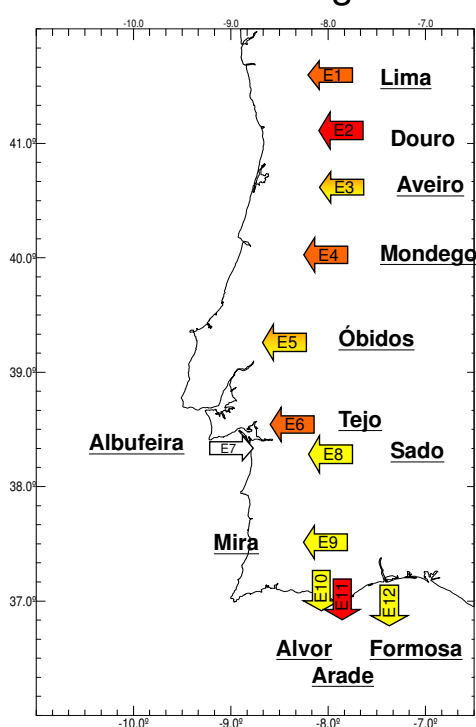 -10.0 -9.0 -8.0 -7.0
E1 Lima
41.0º E2 Douro
E3 Aveiro
40.0º E4 Mondego
E5 Óbidos
39.0º
E6 Tejo
Albufeira E7 E8 Sado
38.0º
Mira E9
37.0º E10 E11 E12
Alvor Formosa
Arade
-10.0º -9.0º -8.0º -7.0º